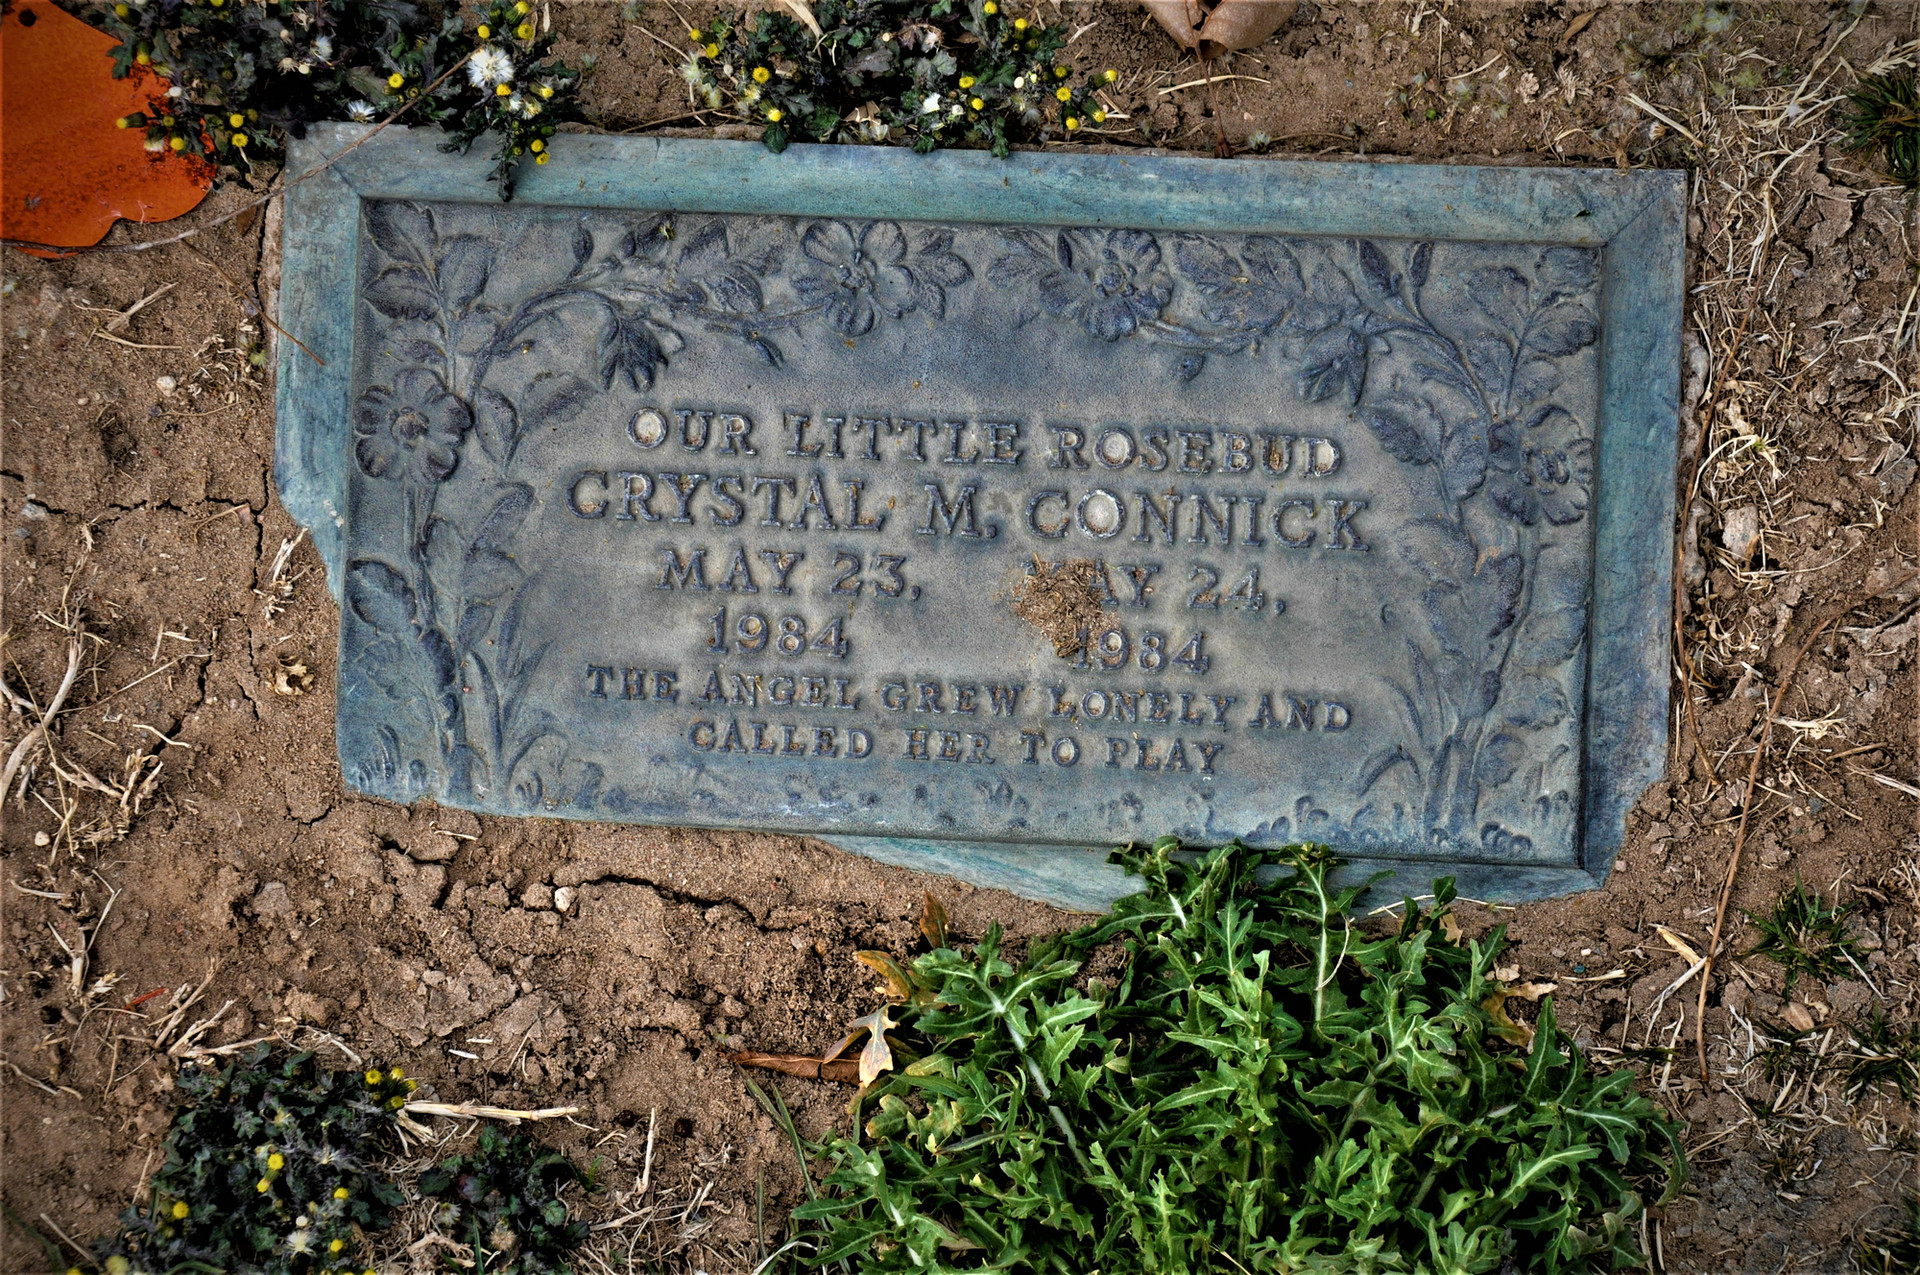 OUR LITTLE ROSEBUD
CRYSTAL M. CONNICK
MAY 23, MAY 24,
1984 1984
THE ANGEL GREW LONELY AND
CALLED HER TO PLAY